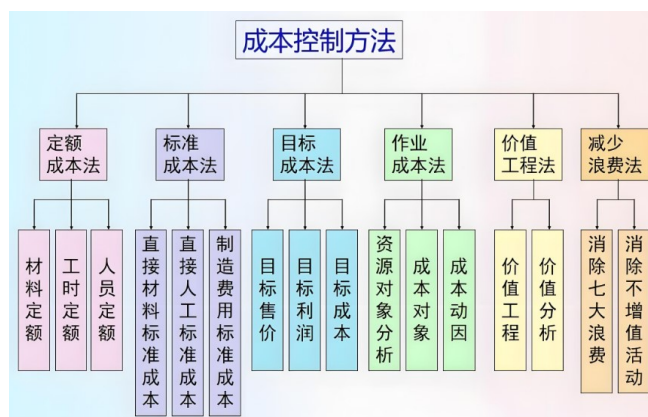 成本控制方法
定额
成本法
标准
成本法
目标
成本法
作业
成本法
价值
工程法
减少
浪费法
材料定额
工时定额
人员定额
直接材料标准成本
直接人工标准成本
制造费用标准成本
目标售价
目标利润
目标成本
资源对象分析
成本对象
成本动因
价值工程
价值分析
消除七大浪费
消除不增值活动